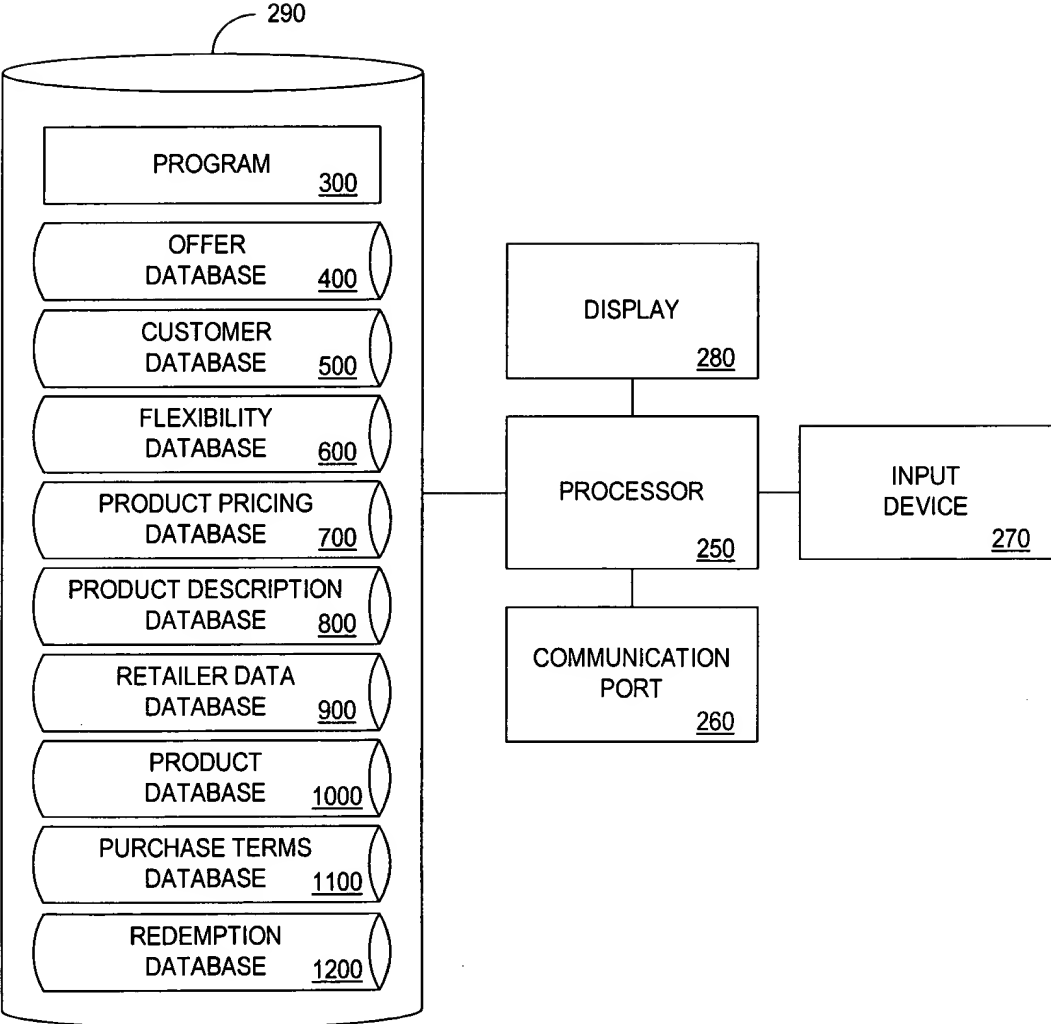 290
PROGRAM
300
OFFER
DATABASE
400
CUSTOMER
DATABASE
500
FLEXIBILITY
DATABASE
600
PRODUCT PRICING
DATABASE
700
PRODUCT DESCRIPTION
DATABASE
800
RETAILER DATA
DATABASE
900
PRODUCT
DATABASE
1000
PURCHASE TERMS
DATABASE
1100
REDEMPTION
DATABASE
1200
DISPLAY
280
PROCESSOR
250
INPUT
DEVICE
270
COMMUNICATION
PORT
260